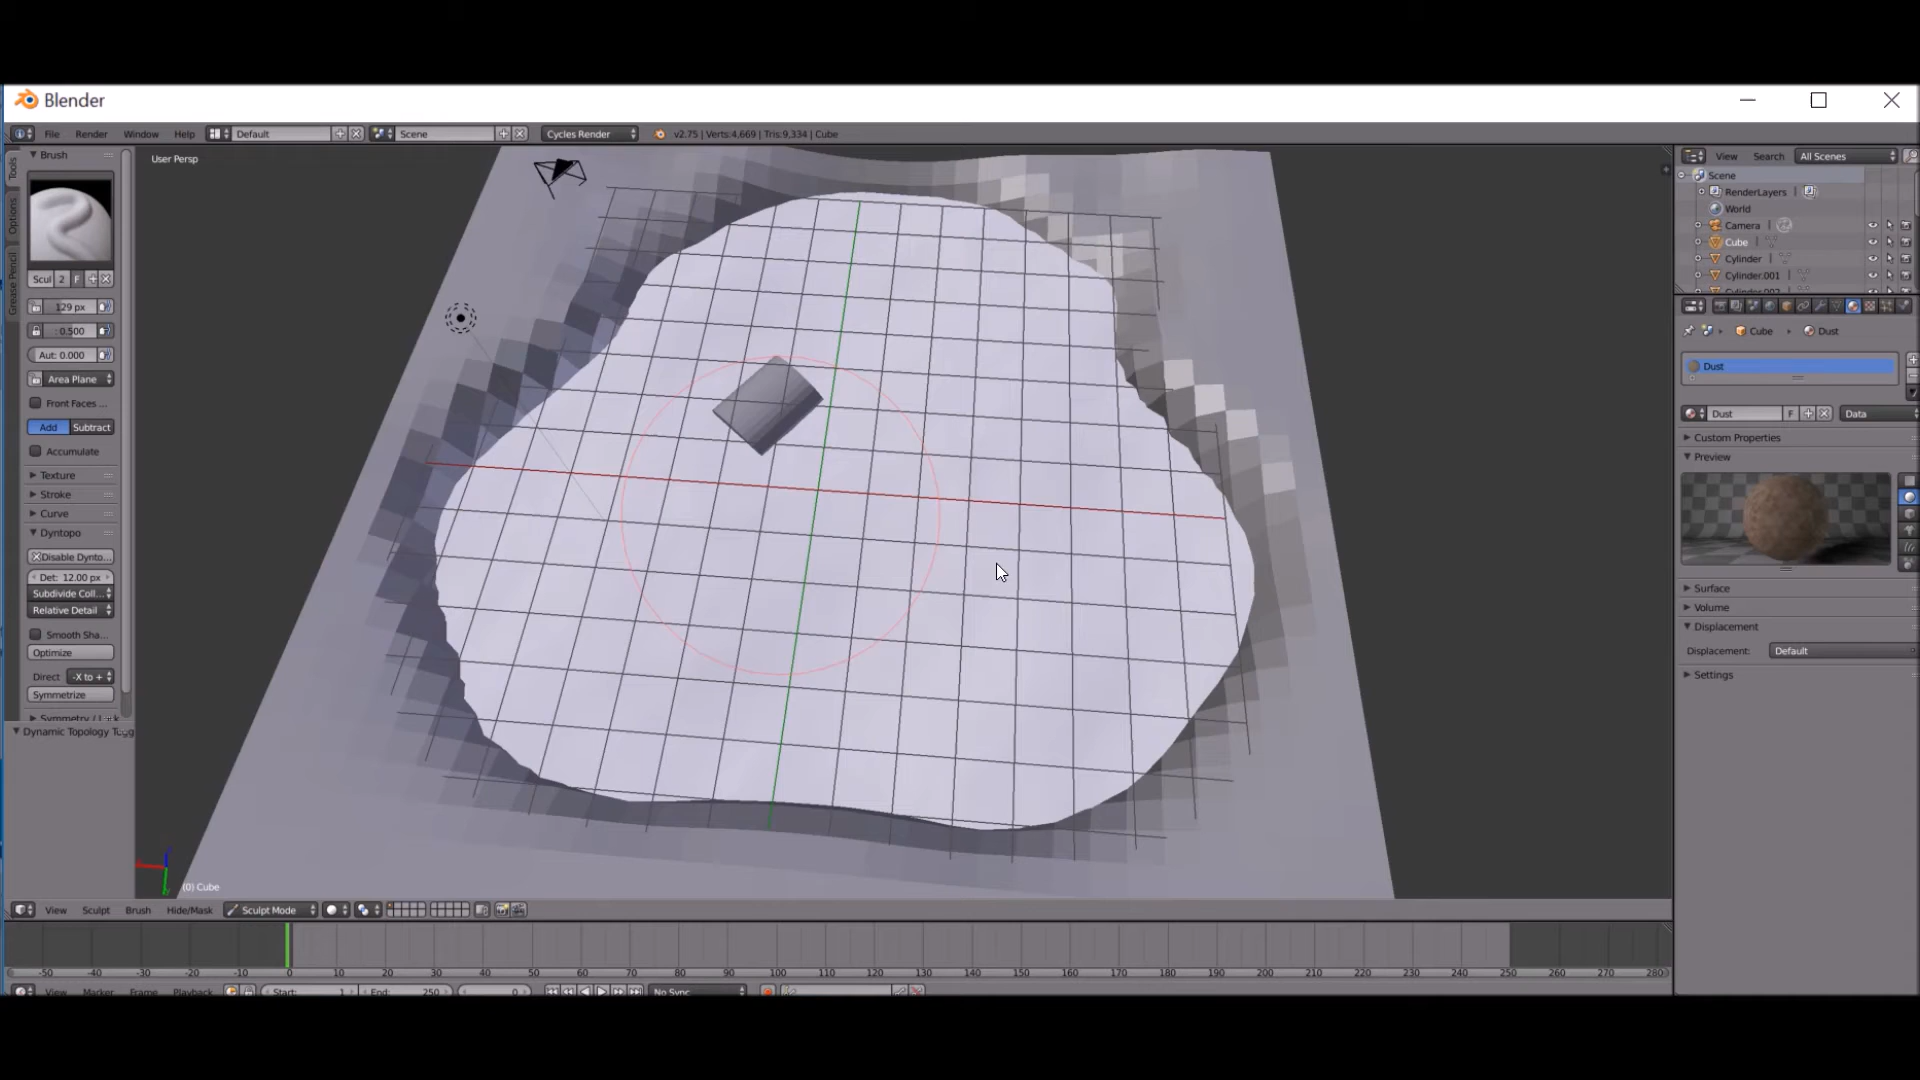 Blender
File Render Window Help Default Scene Cycles Render v2.75 | Verts:4,669 | Tris:9,334 | Cube
Tools
Options
Grease Pencil
Brush
Scul 2 F
129 px
: 0.500
Aut: 0.000
Area Plane
Front Faces ...
Add Subtract
Accumulate
Texture
Stroke
Curve
Dyntopo
Disable Dynto...
Det: 12.00 px
Subdivide Coll...
Relative Detail
Smooth Sha...
Optimize
Direct -X to +
Symmetrize
Dynamic Topology Togg
User Persp
(0) Cube
View Search All Scenes
Scene
RenderLayers
World
Camera
Cube
Cylinder
Cylinder.001
Cylinder.002
Cube Dust
Dust
Dust F Data
Custom Properties
Preview
Surface
Volume
Displacement
Displacement: Default
Settings
View Sculpt Brush Hide/Mask Sculpt Mode
-50 -40 -30 -20 -10 0 10 20 30 40 50 60 70 80 90 100 110 120 130 140 150 160 170 180 190 200 210 220 230 240 250 260 270 280
View Marker Frame Playback Start: 1 End: 250 0 No Sync